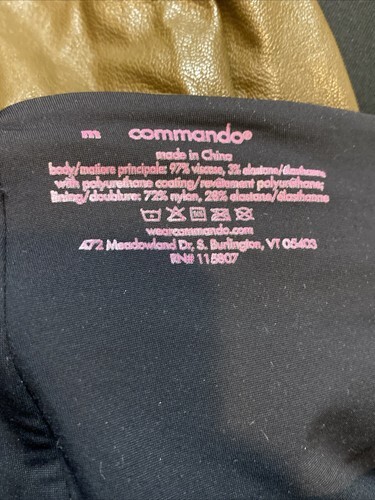 m commando®
made in China
body/matiere principale: 97% viscose, 3% elastane/élasthanne
with polyurethane coating/revêtement polyuréthane;
lining/doublure: 72% nylon, 28% elastane/élasthanne
wearcommando.com
472 Meadowland Dr, S. Burlington, VT 05403
RN# 115807